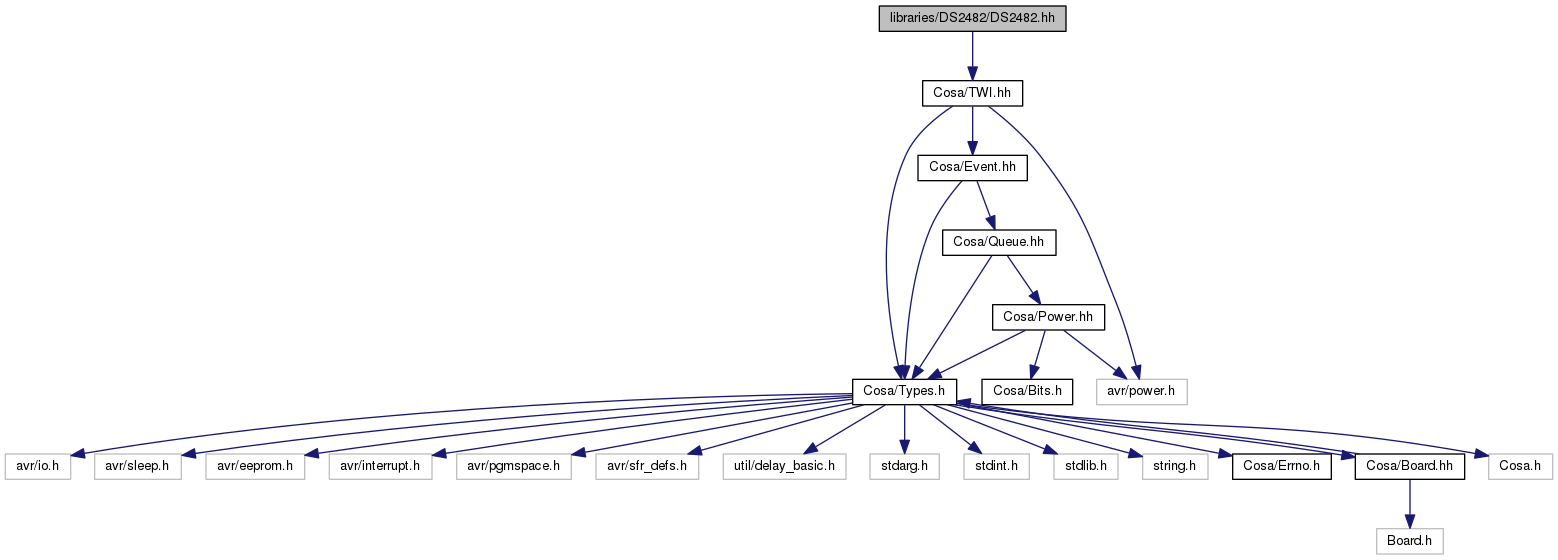 libraries/DS2482/DS2482.hh
Cosa/TWI.hh
Cosa/Event.hh
Cosa/Queue.hh
Cosa/Power.hh
Cosa/Types.h
Cosa/Bits.h
avr/power.h
avr/io.h
avr/sleep.h
avr/eeprom.h
avr/interrupt.h
avr/pgmspace.h
avr/sfr_defs.h
util/delay_basic.h
stdarg.h
stdint.h
stdlib.h
string.h
Cosa/Errno.h
Cosa/Board.hh
Cosa.h
Board.h